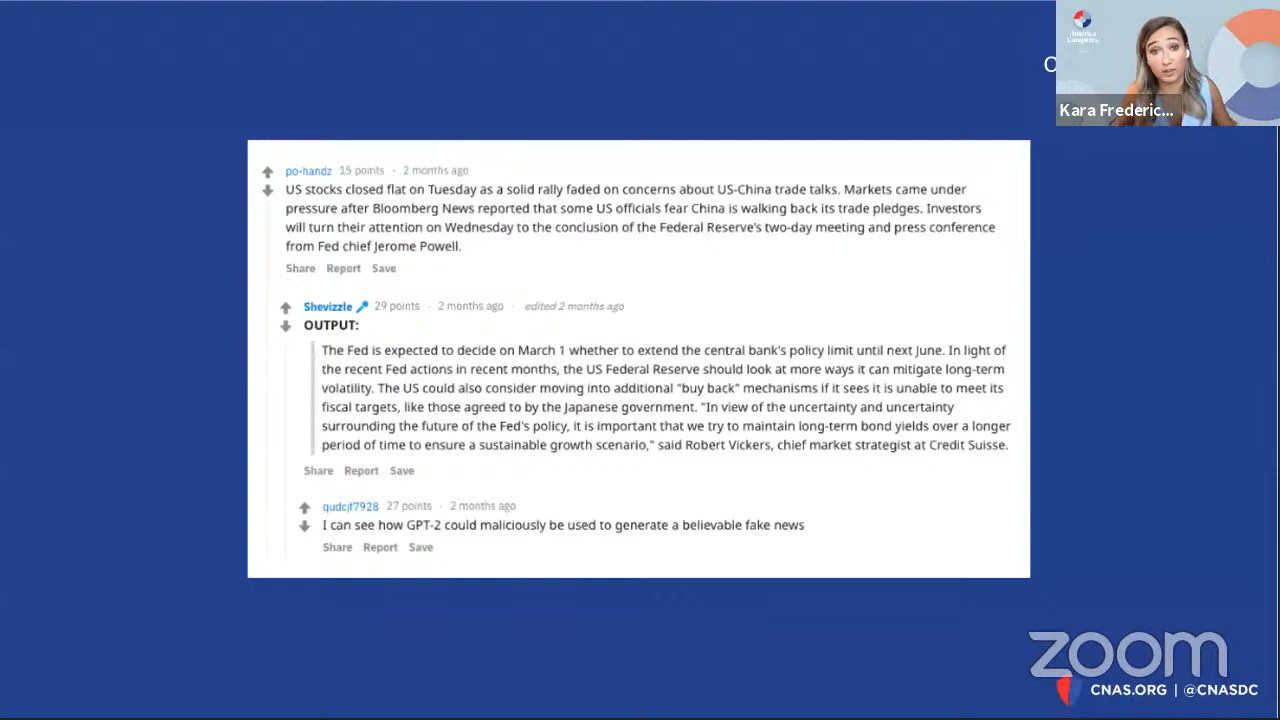 America
Competes
O
Kara Frederic...
po-handz 15 points · 2 months ago
US stocks closed flat on Tuesday as a solid rally faded on concerns about US-China trade talks. Markets came under
pressure after Bloomberg News reported that some US officials fear China is walking back its trade pledges. Investors
will turn their attention on Wednesday to the conclusion of the Federal Reserve's two-day meeting and press conference
from Fed chief Jerome Powell.
Share Report Save
Shevizzle 29 points · 2 months ago · edited 2 months ago
OUTPUT:
The Fed is expected to decide on March 1 whether to extend the central bank's policy limit until next June. In light of
the recent Fed actions in recent months, the US Federal Reserve should look at more ways it can mitigate long-term
volatility. The US could also consider moving into additional "buy back" mechanisms if it sees it is unable to meet its
fiscal targets, like those agreed to by the Japanese government. "In view of the uncertainty and uncertainty
surrounding the future of the Fed's policy, it is important that we try to maintain long-term bond yields over a longer
period of time to ensure a sustainable growth scenario," said Robert Vickers, chief market strategist at Credit Suisse.
Share Report Save
qudcjf7928 27 points · 2 months ago
I can see how GPT-2 could maliciously be used to generate a believable fake news
Share Report Save
zoom
CNAS.ORG | @CNASDC